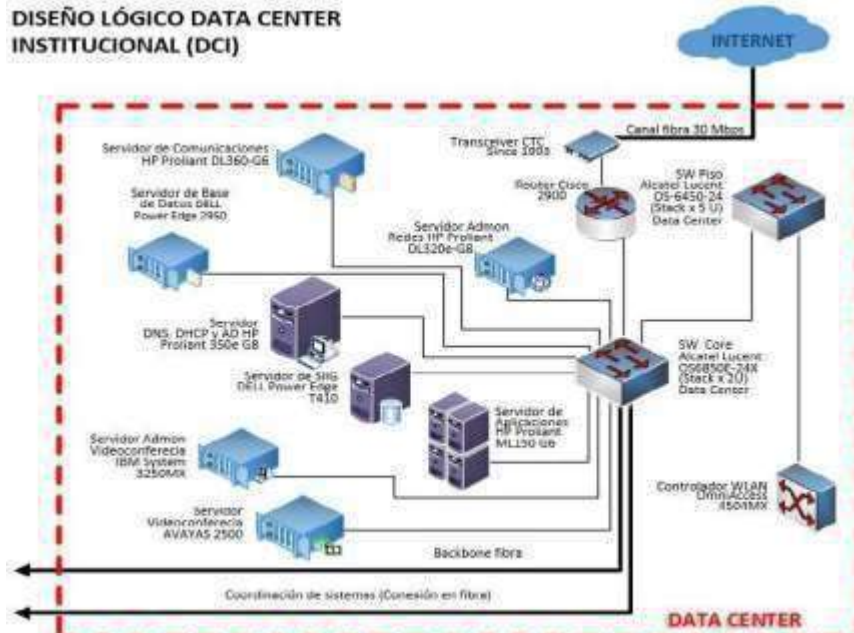 DISEÑO LÓGICO DATA CENTER
INSTITUCIONAL (DCI)
INTERNET
Canal fibra 30 Mbps
Transceiver CTC
Since 1993
Servidor de Comunicaciones
HP Proliant DL360-G6
Router Cisco
2900
SW Piso
Alcatel Lucent
OS-6450-24
(Stack x 5 U)
Data Center
Servidor de Base
de Datus DELL
Power Edge 2950
Servidor Admon
Redes HP Proliant
DL320e-G8
Servidor
DNS, DHCP y AD HP
Proliant 350e G8
SW Core
Alcatel Lucent
OS6850E-24X
(Stack x 2U)
Data Center
Servidor de SIIG
DELL Power Edge
T410
Servidor de
Aplicaciones
HP Proliant
ML150 G6
Servidor Admon
Videoconferecia
IBM System
3250MX
Controlador WLAN
OmniAccess
4504MX
Servidor
Videoconferecia
AVAYAS 2500
Backbone fibra
Coordinación de sistemas (Conexión en fibra)
DATA CENTER